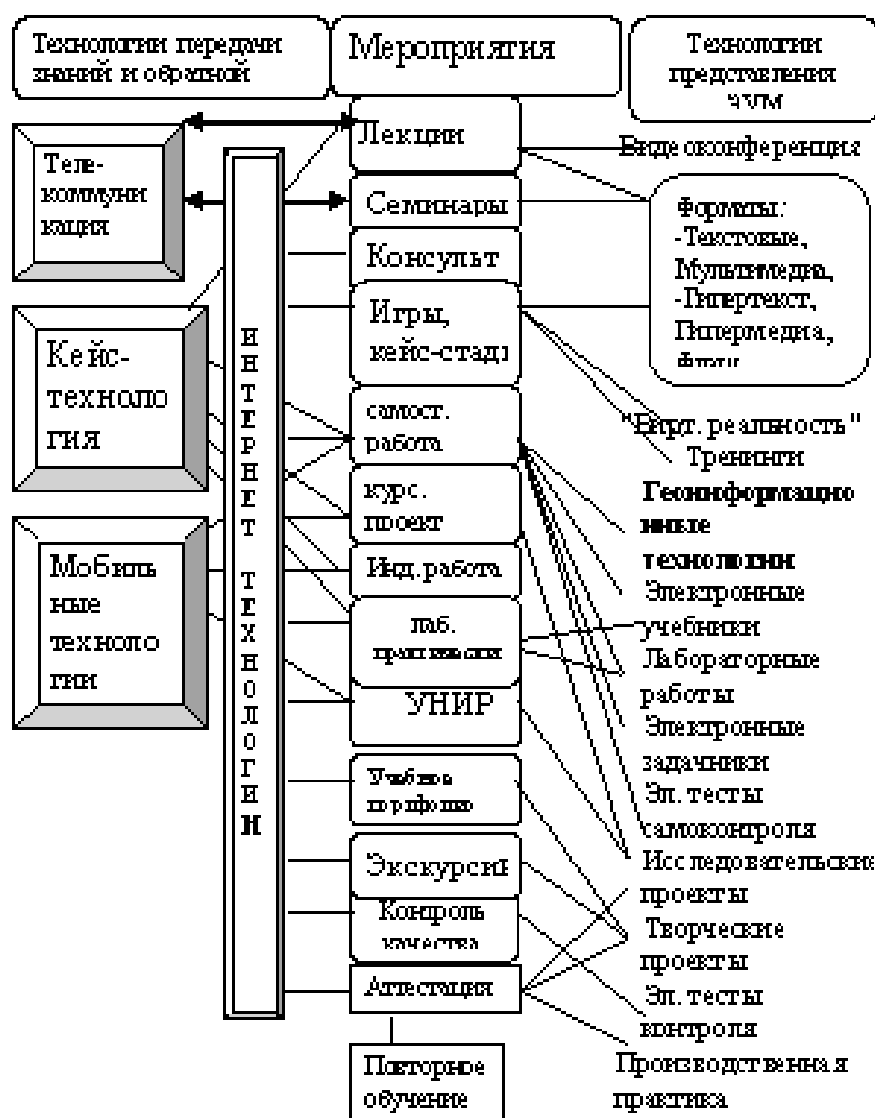 Технологии передачи
знаний и обратной
Мероприятия
Технологии
представления
Теле-
коммуни
кация
Кейс-
техноло
гия
Мобиль
ные
техноло
гии
ИНТЕРНЕТ ТЕХНОЛОГИИ
Лекции
Семинары
Консульт
Игры,
кейс-стади
самост.
работа
курс.
проект
Инд.работа
лаб.
УНИР
Учебное
портфолио
Экскурсии
Контроль
качества
Аттестация
Повторное
обучение
Видеоконференция
Форматы:
-Текстовые,
Мультимедиа,
-Гипертекст,
Гипермедиа,
"Вирт. реальность"
Тренинги
Геоинформацио
нные
технологии
Электронные
учебники
Лабораторные
работы
Электронные
задачники
Эл. тесты
самоконтроля
Исследовательские
проекты
Творческие
проекты
Эл. тесты
контроля
Производственная
практика